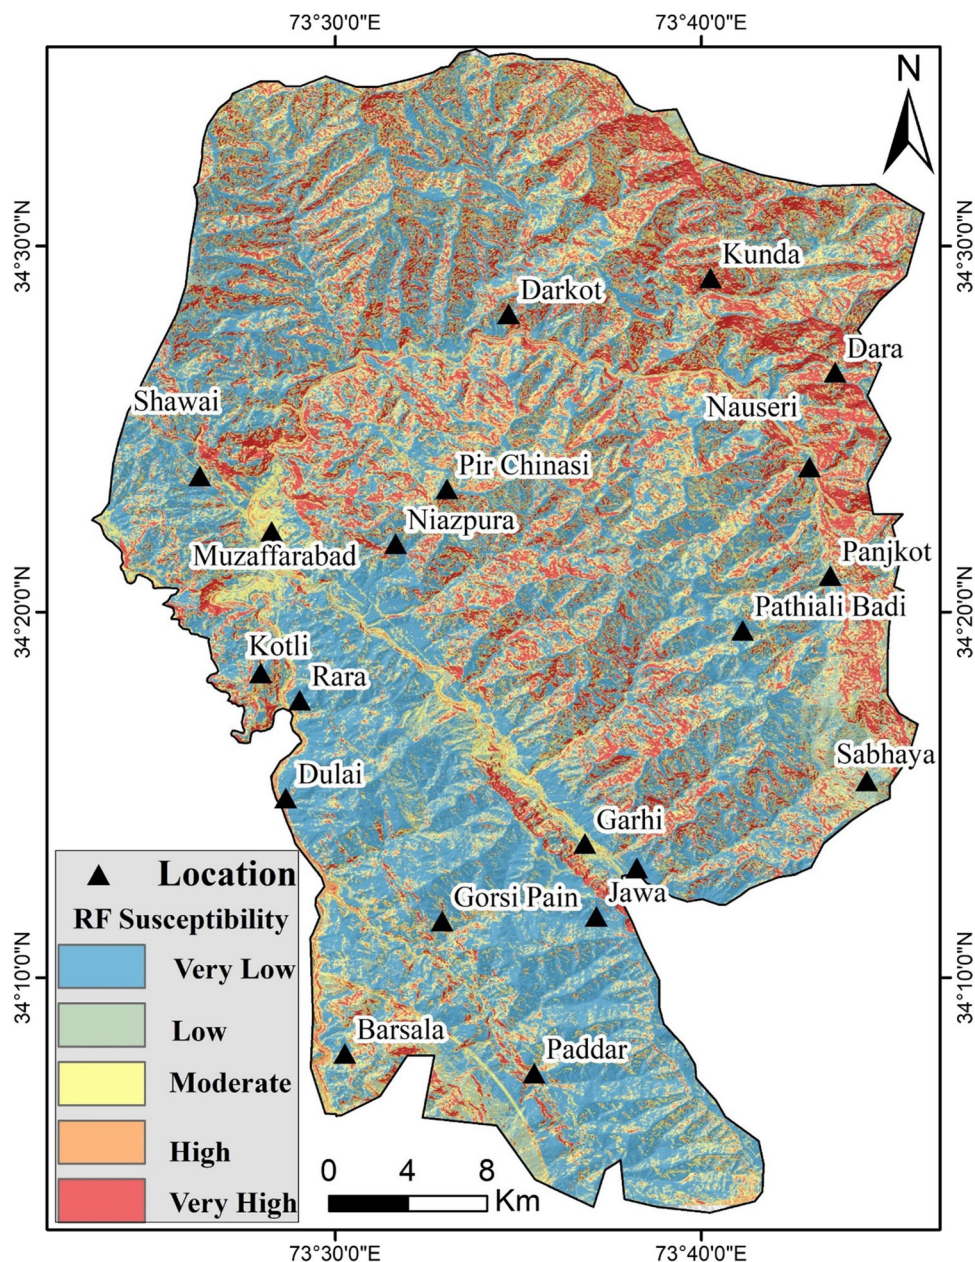 73°30'0"E
73°40'0"E
N
34°30'0"N
34°30'0"N
Kunda
Darkot
Dara
Shawai
Nauseri
Pir Chinasi
Niazpura
Muzaffarabad
Panjkot
Pathiali Badi
34°20'0"N
34°20'0"N
Kotli
Rara
Sabhaya
Dulai
Garhi
Jawa
Gorsi Pain
Location
RF Susceptibility
Very Low
Low
Moderate
High
Very High
34°10'0"N
34°10'0"N
Barsala
Paddar
0 4 8
Km
73°30'0"E
73°40'0"E